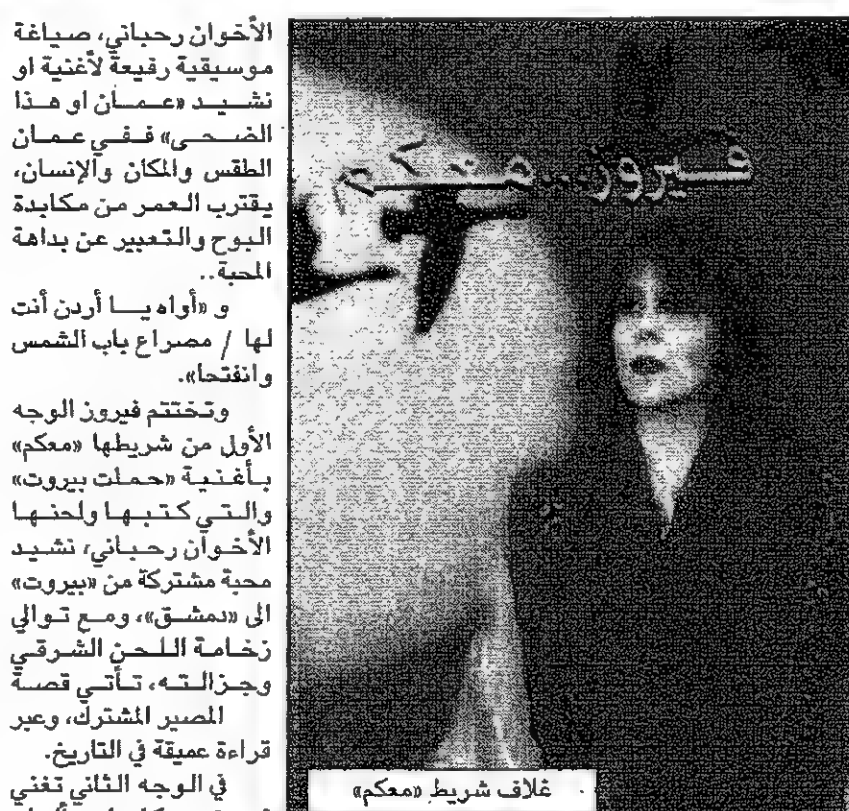 الأخوان رحباني، صياغة
موسيقية رفيعة لأغنية او
نشيد «عمان او هذا
الضحى» ففي عمان
الطقس والمكان والإنسان،
يقترب العمر من مكابدة
البوح والتعبير عن بداهة
المحبة..
و «أواه يا أردن أنت
لها / مصراع باب الشمس
وانفتحا».
وتختتم فيروز الوجه
الأول من شريطها «معكم»
بأغنية «حملت بيروت»
والتي كتبها ولحنها
الأخوان رحباني، نشيد
محبة مشتركة من «بيروت»
الى «دمشق»، ومع توالي
زخامة اللحن الشرقي
وجزالته، تأتي قصة
المصير المشترك، وعبر
قراءة عميقة في التاريخ.
في الوجه الثاني تغني
فيروز... معكم
غلاف شريط «معكم»